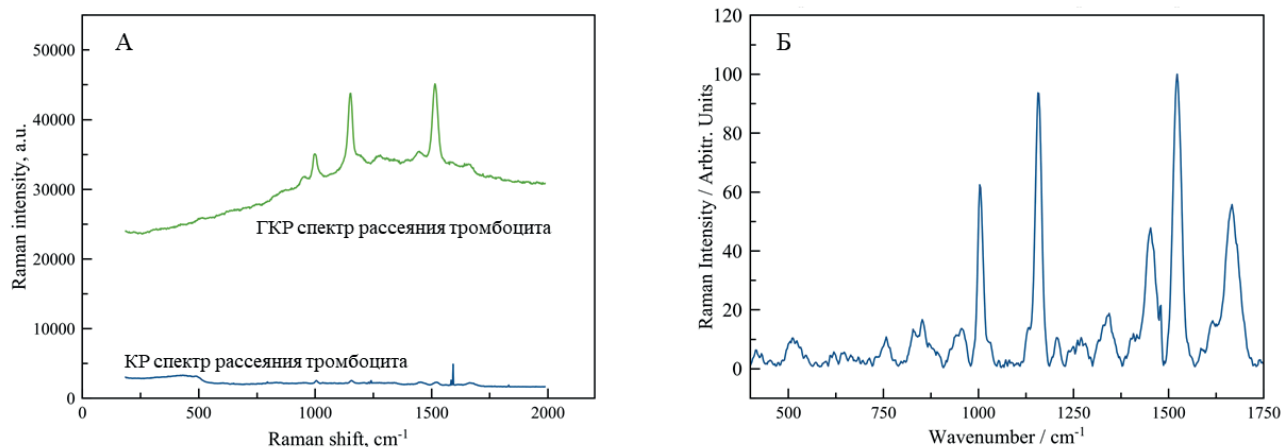 А
50000
40000
30000
20000
10000
0
Raman intensity, a.u.
ГКР спектр рассеяния тромбоцита
КР спектр рассеяния тромбоцита
0 500 1000 1500 2000
Raman shift, cm-1
Б
120
100
80
60
40
20
0
Raman Intensity / Arbitr. Units
500 750 1000 1250 1500 1750
Wavenumber / cm-1